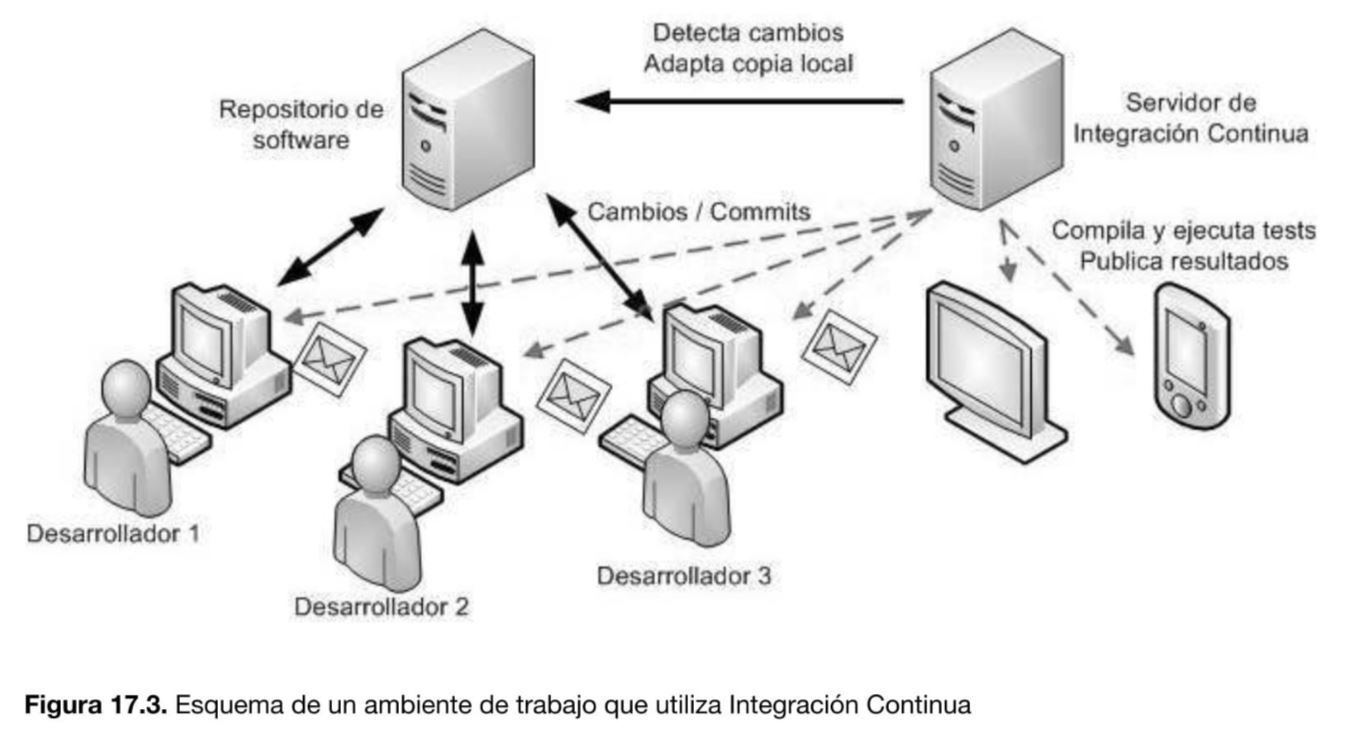 Detecta cambios
Adapta copia local
Repositorio de
software
Servidor de
Integración Continua
Cambios / Commits
Compila y ejecuta tests
Publica resultados
Desarrollador 1
Desarrollador 2
Desarrollador 3
Figura 17.3. Esquema de un ambiente de trabajo que utiliza Integración Continua